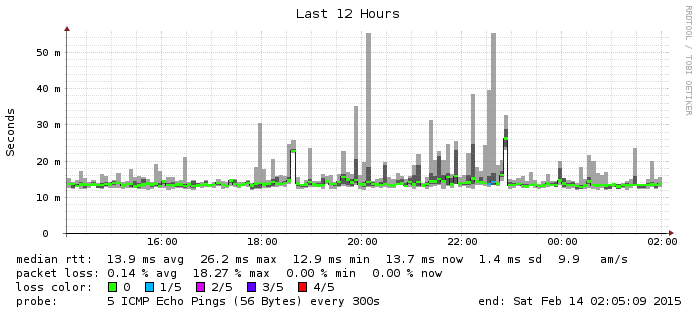 Last 12 Hours
RRDTOOL / TOBI OETIKER
Seconds
50 m
40 m
30 m
20 m
10 m
0
16:00 18:00 20:00 22:00 00:00 02:00
median rtt: 13.9 ms avg 26.2 ms max 12.9 ms min 13.7 ms now 1.4 ms sd 9.9 am/s
packet loss: 0.14 % avg 18.27 % max 0.00 % min 0.00 % now
loss color: 0 1/5 2/5 3/5 4/5
probe: 5 ICMP Echo Pings (56 Bytes) every 300s end: Sat Feb 14 02:05:09 2015